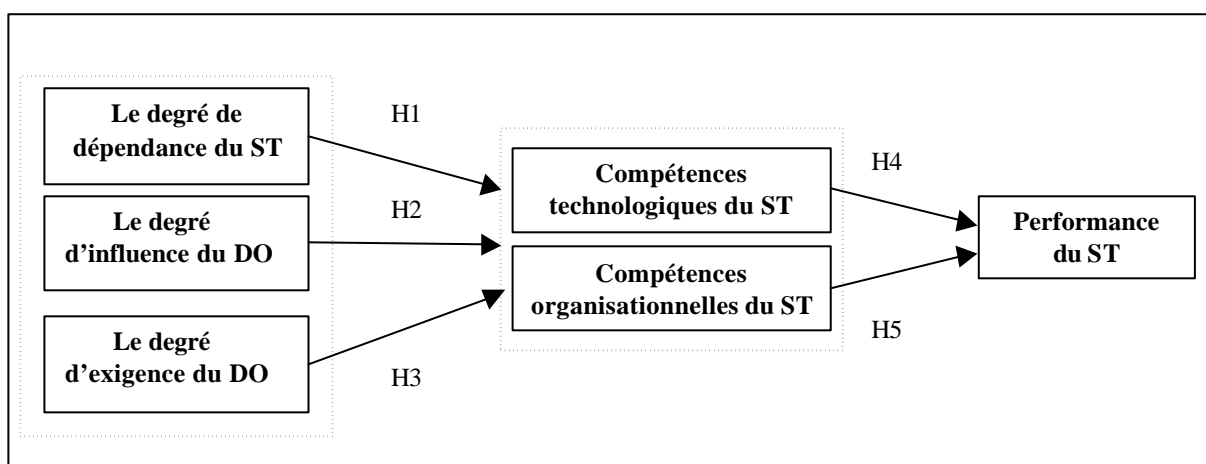 Le degré de
dépendance du ST
H1
Le degré
d'influence du DO
H2
Le degré
d'exigence du DO
H3
Compétences
technologiques du ST
Compétences
organisationnelles du ST
H4
H5
Performance
du ST